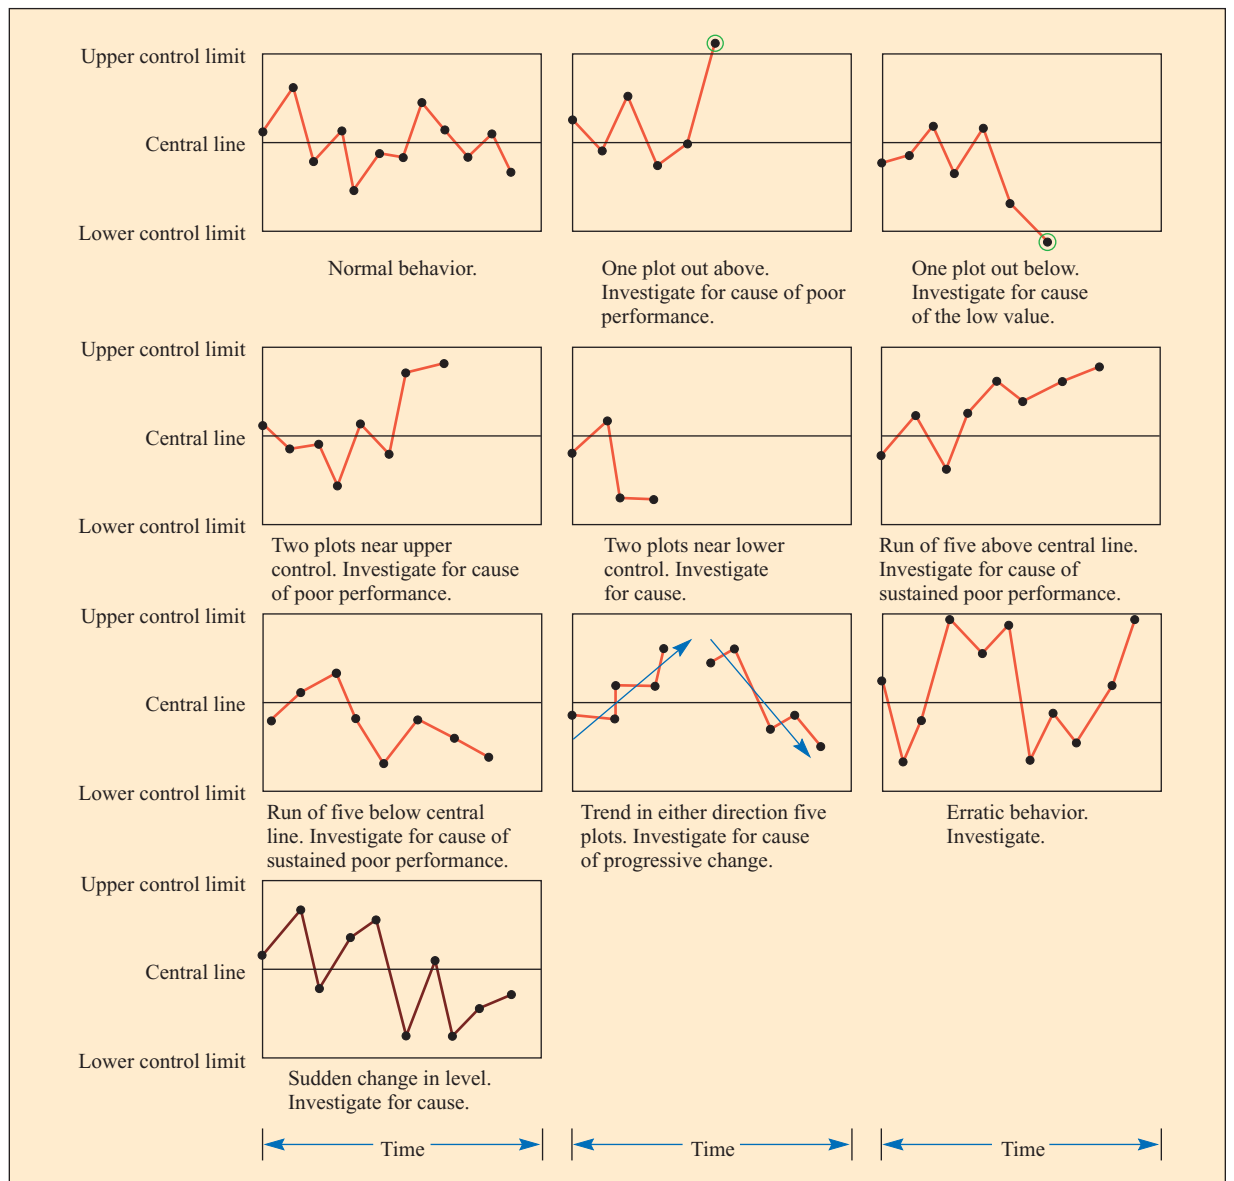 Upper control limit
Central line
Lower control limit
Normal behavior.
One plot out above.
Investigate for cause of poor
performance.
One plot out below.
Investigate for cause
of the low value.
Upper control limit
Central line
Lower control limit
Two plots near upper
control. Investigate for cause
of poor performance.
Two plots near lower
control. Investigate
for cause.
Run of five above central line.
Investigate for cause of
sustained poor performance.
Upper control limit
Central line
Lower control limit
Run of five below central
line. Investigate for cause of
sustained poor performance.
Trend in either direction five
plots. Investigate for cause
of progressive change.
Erratic behavior.
Investigate.
Upper control limit
Central line
Lower control limit
Sudden change in level.
Investigate for cause.
Time
Time
Time